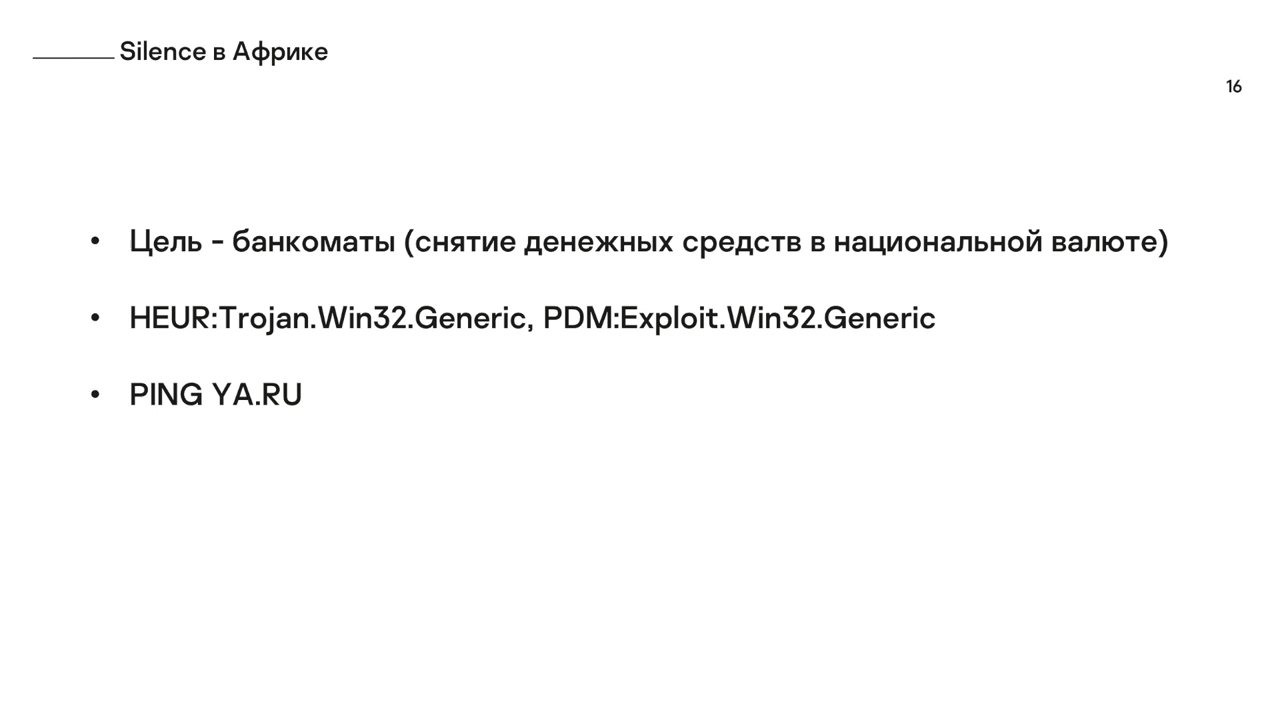 Silence в Африке
16
• Цель - банкоматы (снятие денежных средств в национальной валюте)
• HEUR:Trojan.Win32.Generic, PDM:Exploit.Win32.Generic
• PING YA.RU